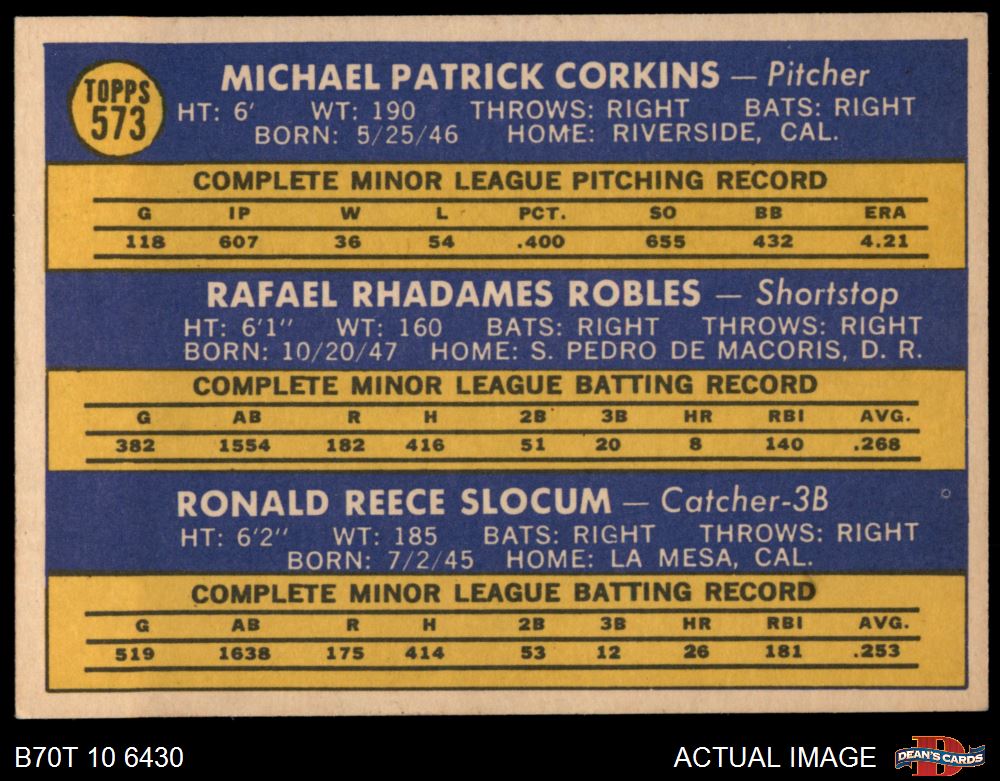 TOPPS
573
MICHAEL PATRICK CORKINS — Pitcher
HT: 6' WT: 190 THROWS: RIGHT BATS: RIGHT
BORN: 5/25/46 HOME: RIVERSIDE, CAL.
COMPLETE MINOR LEAGUE PITCHING RECORD
G IP W L PCT. SO BB ERA
118 607 36 54 .400 655 432 4.21
RAFAEL RHADAMES ROBLES — Shortstop
HT: 6'1" WT: 160 BATS: RIGHT THROWS: RIGHT
BORN: 10/20/47 HOME: S. PEDRO DE MACORIS, D. R.
COMPLETE MINOR LEAGUE BATTING RECORD
G AB R H 2B 3B HR RBI AVG.
382 1554 182 416 51 20 8 140 .268
RONALD REECE SLOCUM — Catcher-3B
HT: 6'2" WT: 185 BATS: RIGHT THROWS: RIGHT
BORN: 7/2/45 HOME: LA MESA, CAL.
COMPLETE MINOR LEAGUE BATTING RECORD
G AB R H 2B 3B HR RBI AVG.
519 1638 175 414 53 12 26 181 .253
B70T 10 6430 ACTUAL IMAGE D DEAN'S CARDS